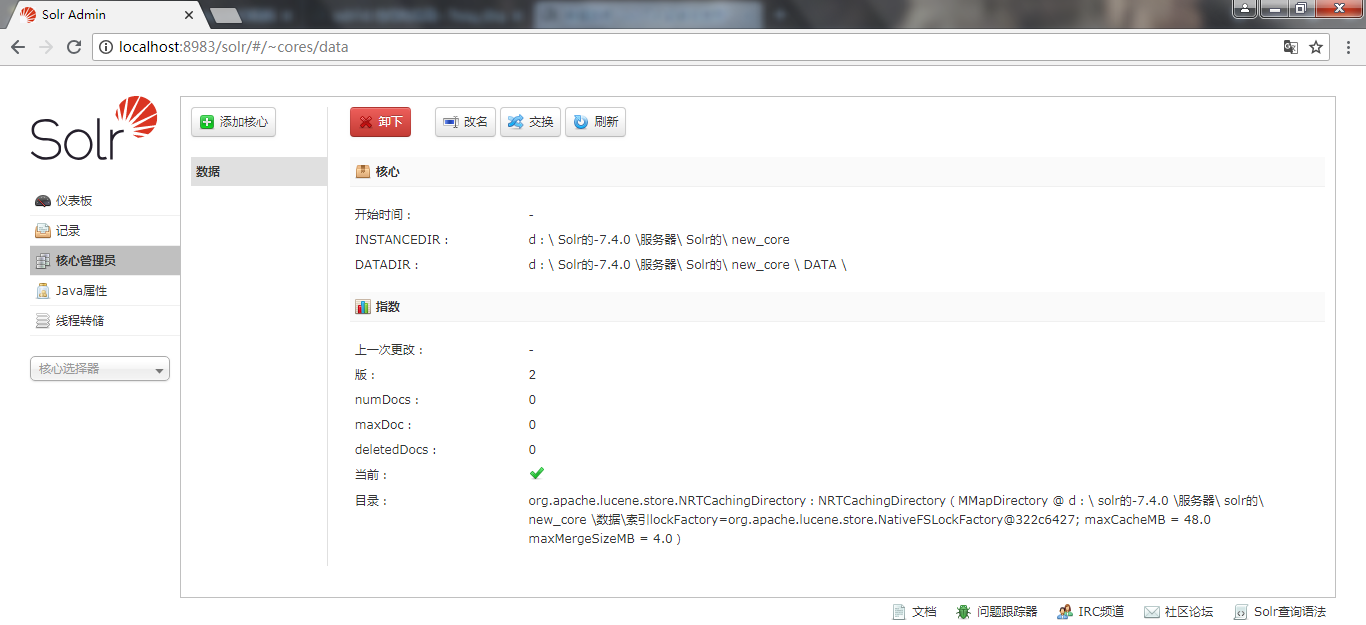 Solr Admin
localhost:8983/solr/#/~cores/data
Solr
仪表板
记录
核心管理员
Java属性
线程转储
核心选择器
添加核心
数据
卸下
改名
交换
刷新
核心
开始时间： -
INSTANCEDIR： d：\ Solr的-7.4.0 \服务器\ Solr的\ new_core
DATADIR： d：\ Solr的-7.4.0 \服务器\ Solr的\ new_core \ DATA \
指数
上一次更改： -
版： 2
numDocs： 0
maxDoc： 0
deletedDocs： 0
当前：
目录： org.apache.lucene.store.NRTCachingDirectory：NRTCachingDirectory（MMapDirectory @ d：\ solr的-7.4.0 \服务器\ solr的\
new_core \数据\索引lockFactory=org.apache.lucene.store.NativeFSLockFactory@322c6427; maxCacheMB = 48.0
maxMergeSizeMB = 4.0）
文档
问题跟踪器
IRC频道
社区论坛
Solr查询语法